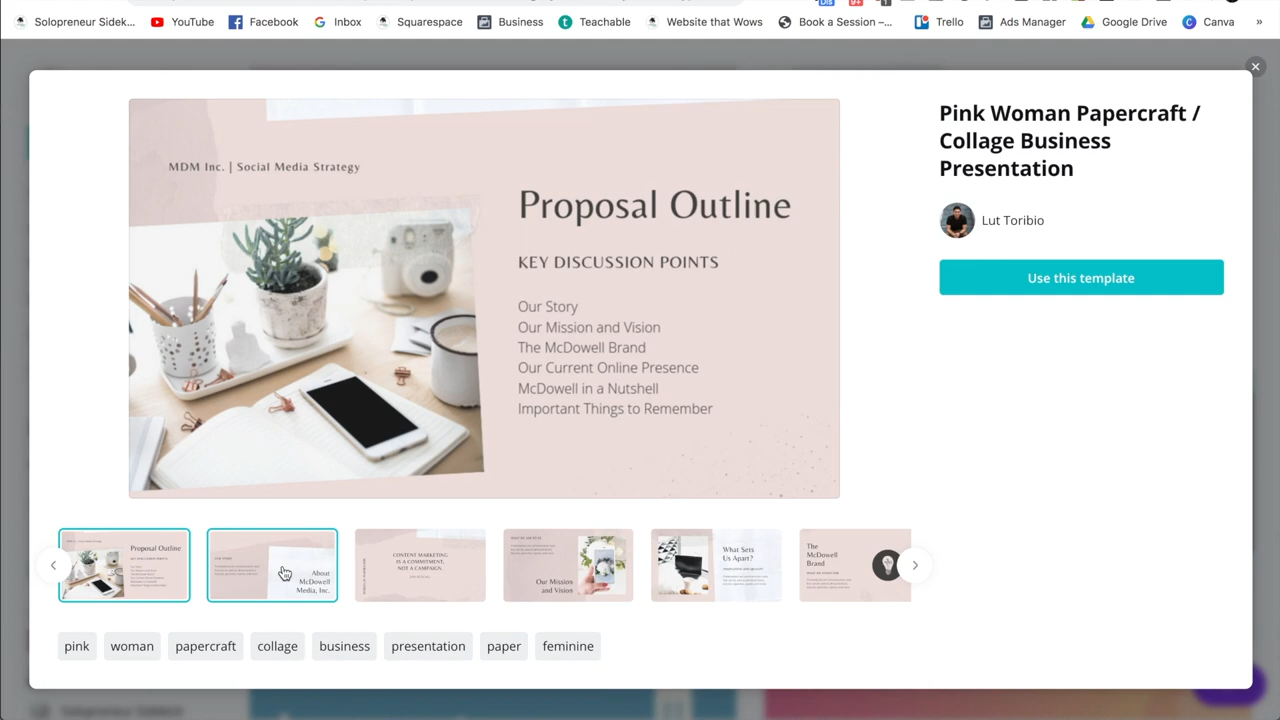 Solopreneur Sidek...
YouTube
Facebook
Inbox
Squarespace
Business
Teachable
Website that Wows
Book a Session –...
Trello
Ads Manager
Google Drive
Canva
»
MDM Inc. | Social Media Strategy
Proposal Outline
KEY DISCUSSION POINTS
Our Story
Our Mission and Vision
The McDowell Brand
Our Current Online Presence
McDowell in a Nutshell
Important Things to Remember
Pink Woman Papercraft /
Collage Business
Presentation
Lut Toribio
Use this template
Proposal Outline
About
McDowell
Media, Inc.
CONTENT MARKETING
IS A COMMITMENT,
NOT A CAMPAIGN.
Our Mission
and Vision
What Sets
Us Apart?
The
McDowell
Brand
pink
woman
papercraft
collage
business
presentation
paper
feminine